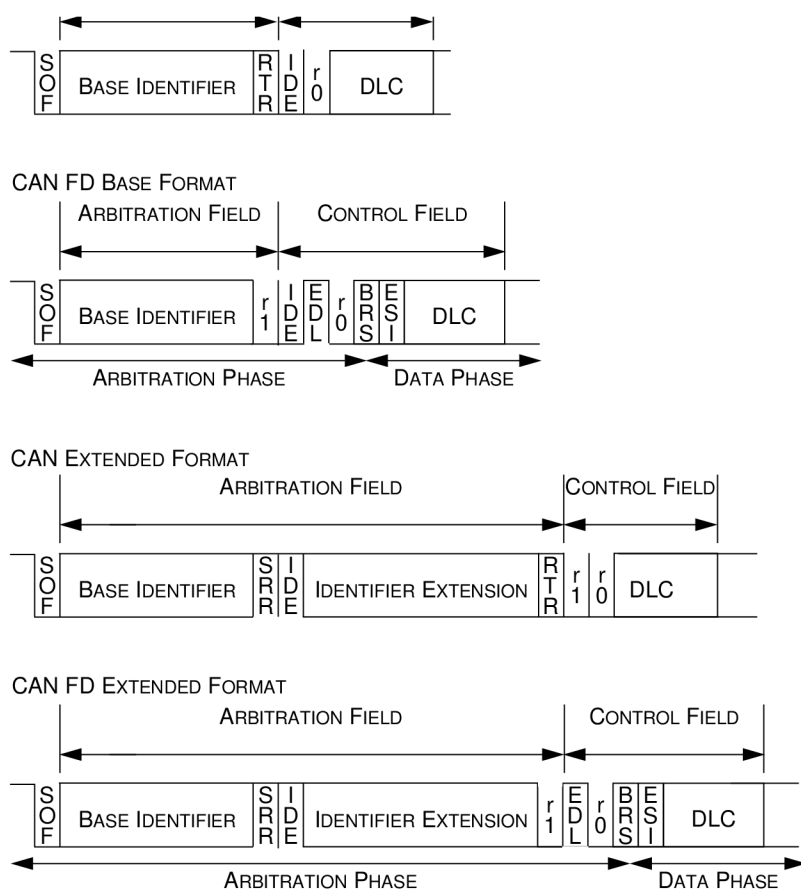 SOF BASE IDENTIFIER RTR IDE r0 DLC
CAN FD BASE FORMAT
ARBITRATION FIELD CONTROL FIELD
SOF BASE IDENTIFIER r1 IDE EDL r0 BRS ESI DLC
ARBITRATION PHASE DATA PHASE
CAN EXTENDED FORMAT
ARBITRATION FIELD CONTROL FIELD
SOF BASE IDENTIFIER SRR IDE IDENTIFIER EXTENSION RTR r1 r0 DLC
CAN FD EXTENDED FORMAT
ARBITRATION FIELD CONTROL FIELD
SOF BASE IDENTIFIER SRR IDE IDENTIFIER EXTENSION r1 EDL r0 BRS ESI DLC
ARBITRATION PHASE DATA PHASE